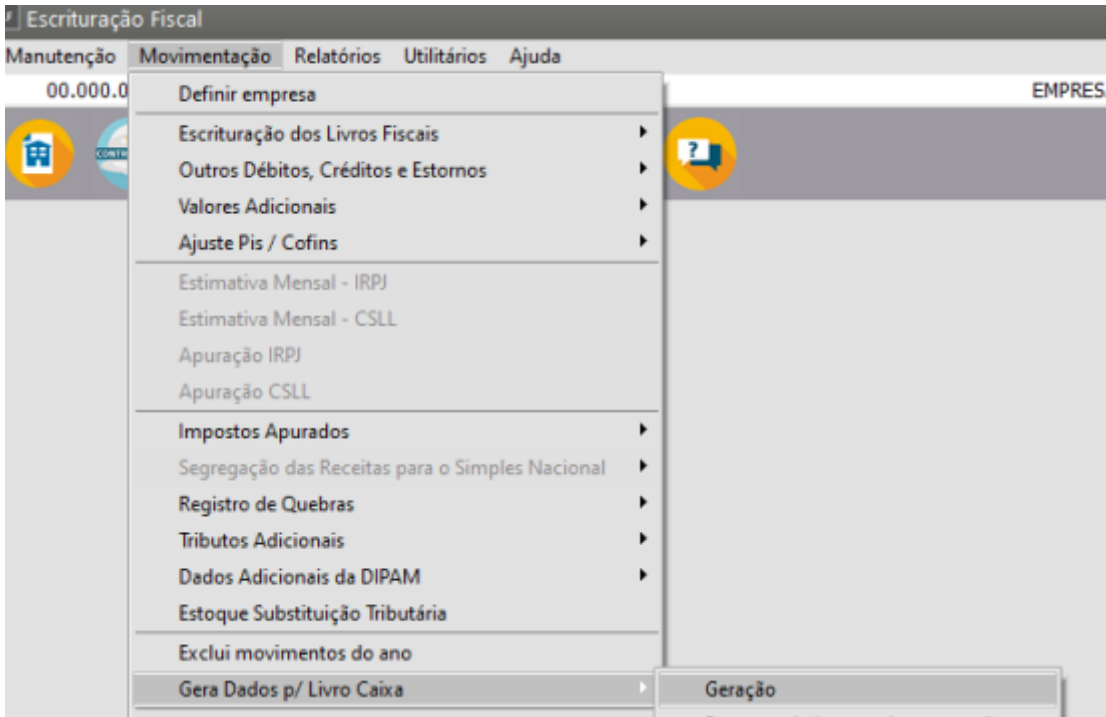 Escrituração Fiscal
Manutenção Movimentação Relatórios Utilitários Ajuda
00.000.0 EMPRESA
Definir empresa
Escrituração dos Livros Fiscais
Outros Débitos, Créditos e Estornos
Valores Adicionais
Ajuste Pis / Cofins
Estimativa Mensal - IRPJ
Estimativa Mensal - CSLL
Apuração IRPJ
Apuração CSLL
Impostos Apurados
Segregação das Receitas para o Simples Nacional
Registro de Quebras
Tributos Adicionais
Dados Adicionais da DIPAM
Estoque Substituição Tributária
Exclui movimentos do ano
Gera Dados p/ Livro Caixa Geração